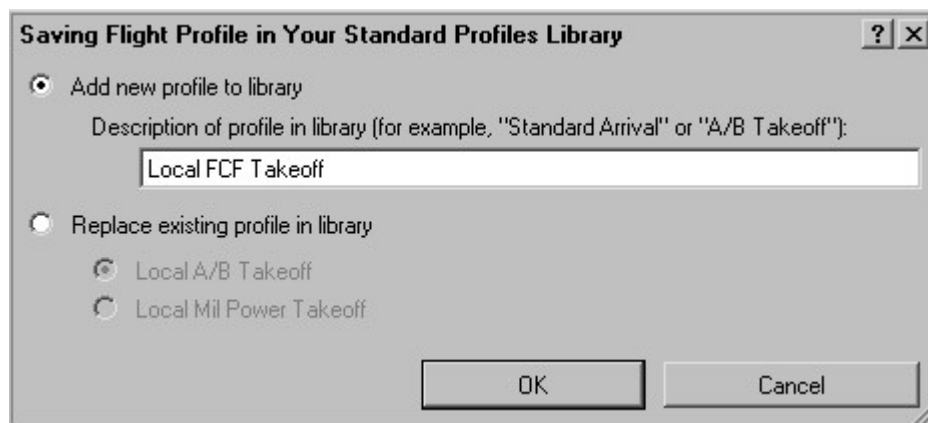 Saving Flight Profile in Your Standard Profiles Library
Add new profile to library
Description of profile in library (for example, "Standard Arrival" or "A/B Takeoff"):
Local FCF Takeoff
Replace existing profile in library
Local A/B Takeoff
Local Mil Power Takeoff
OK Cancel